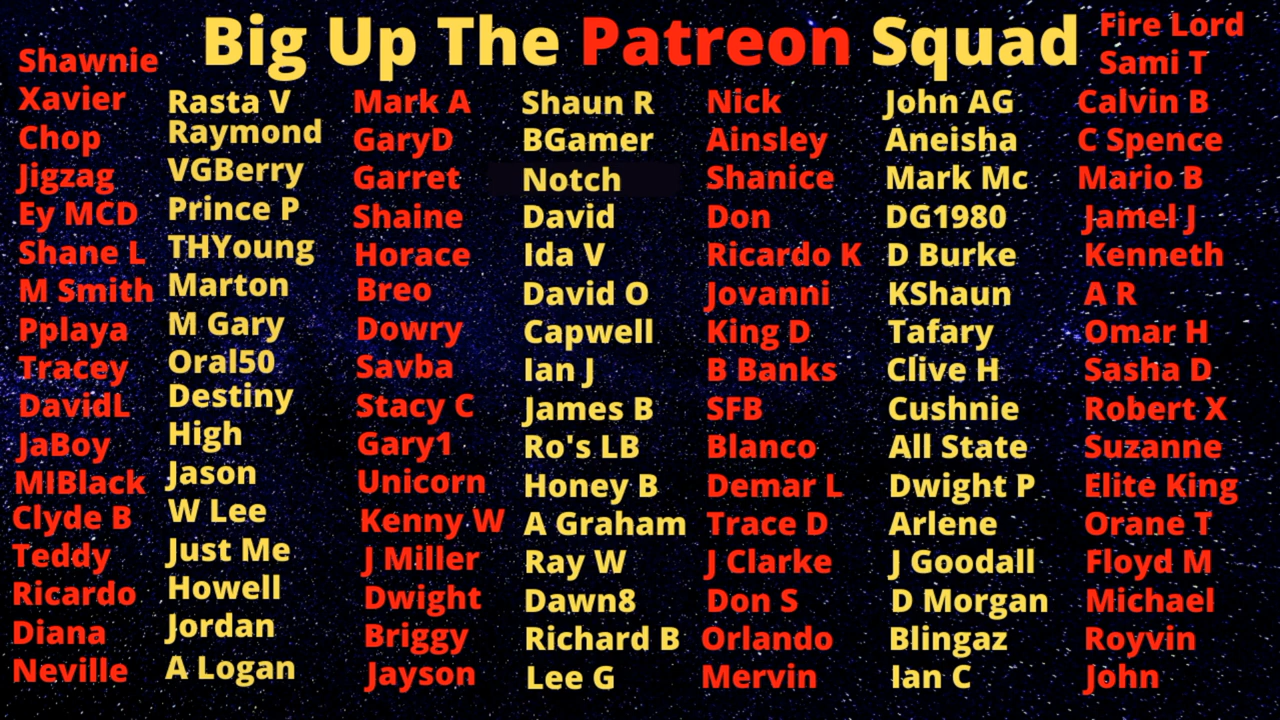 Big Up The Patreon Squad
Shawnie
Xavier
Chop
Jigzag
Ey MCD
Shane L
M Smith
Pplaya
Tracey
DavidL
JaBoy
MIBlack
Clyde B
Teddy
Ricardo
Diana
Neville
Rasta V
Raymond
VGBerry
Prince P
THYoung
Marton
M Gary
Oral50
Destiny
High
Jason
W Lee
Just Me
Howell
Jordan
A Logan
Mark A
GaryD
Garret
Shaine
Horace
Breo
Dowry
Savba
Stacy C
Gary1
Unicorn
Kenny W
J Miller
Dwight
Briggy
Jayson
Shaun R
BGamer
Notch
David
Ida V
David O
Capwell
Ian J
James B
Ro's LB
Honey B
A Graham
Ray W
Dawn8
Richard B
Lee G
Nick
Ainsley
Shanice
Don
Ricardo K
Jovanni
King D
B Banks
SFB
Blanco
Demar L
Trace D
J Clarke
Don S
Orlando
Mervin
John AG
Aneisha
Mark Mc
DG1980
D Burke
KShaun
Tafary
Clive H
Cushnie
All State
Dwight P
Arlene
J Goodall
D Morgan
Blingaz
Ian C
Fire Lord
Sami T
Calvin B
C Spence
Mario B
Jamel J
Kenneth
A R
Omar H
Sasha D
Robert X
Suzanne
Elite King
Orane T
Floyd M
Michael
Royvin
John